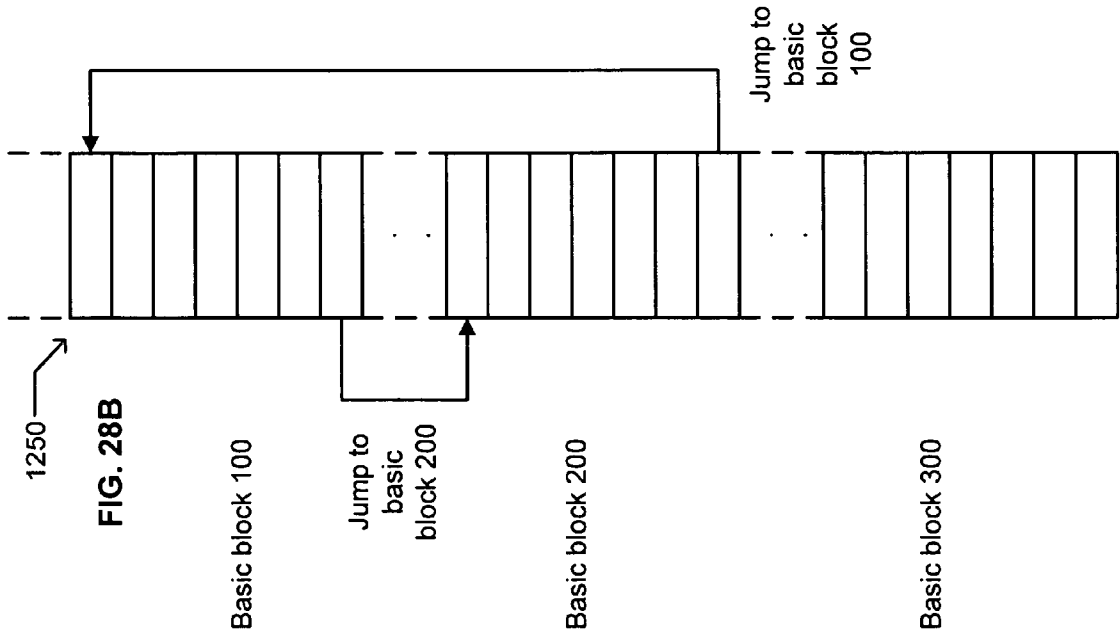 1250
FIG. 28B
Basic block 100
Jump to
basic
block 200
Basic block 200
Basic block 300
Jump to
basic
block
100